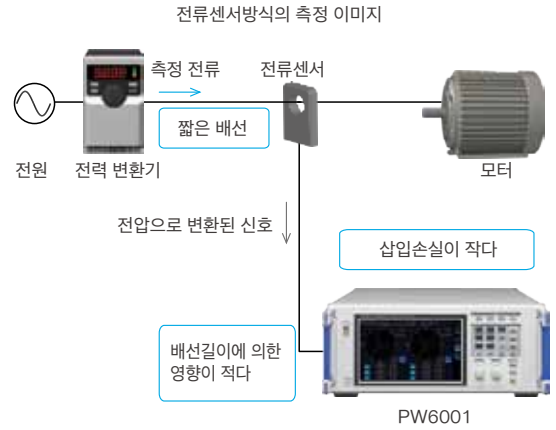 전류센서방식의 측정 이미지
측정 전류
전류센서
짧은 배선
전원
전력 변환기
모터
전압으로 변환된 신호
삽입손실이 작다
배선길이에 의한
영향이 적다
PW6001